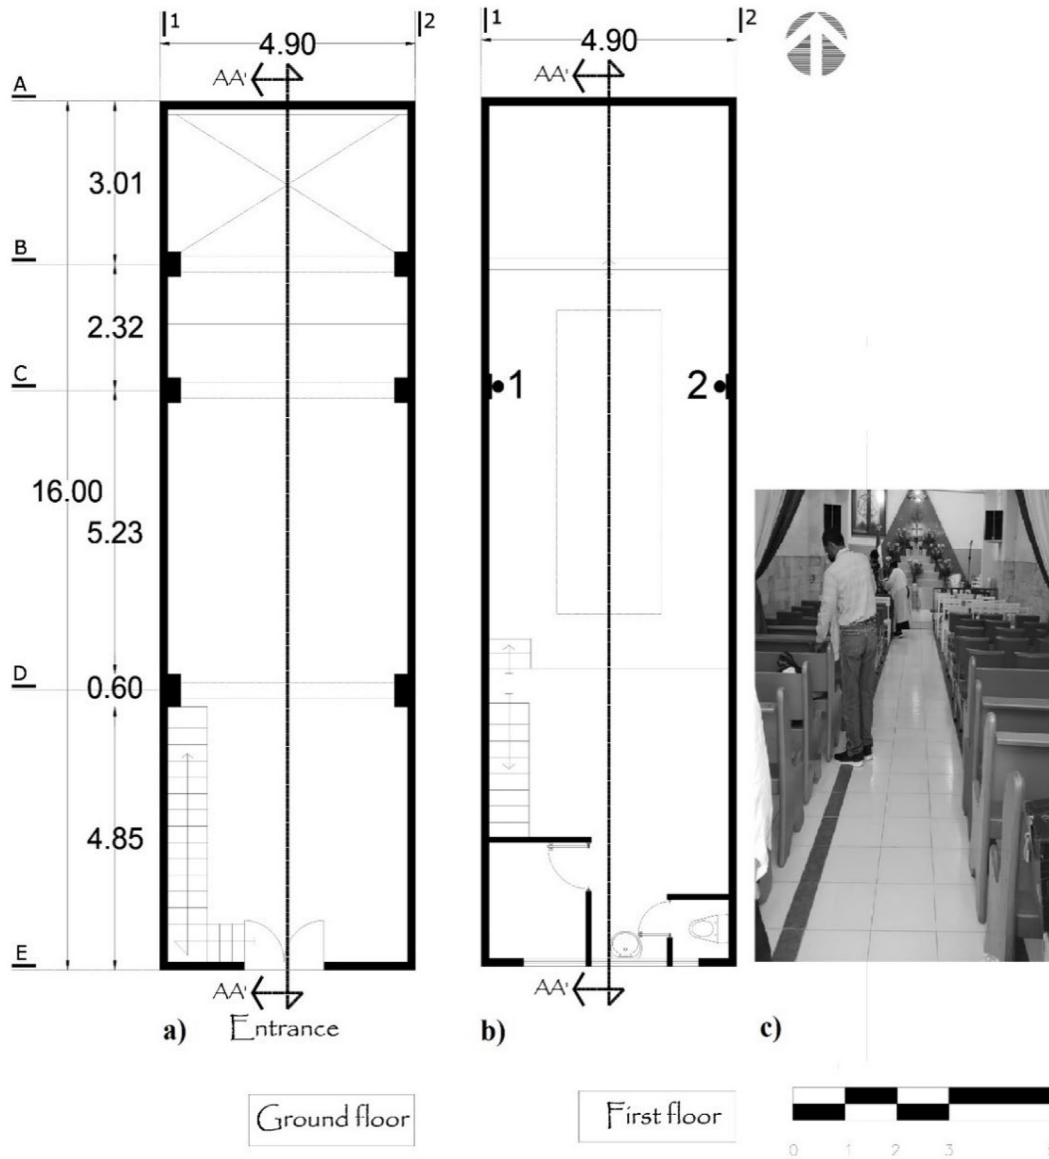 1
2
4.90
AA'
A
3.01
B
2.32
C
16.00
5.23
D
0.60
4.85
E
AA'
a)
Entrance
Ground floor
1
2
4.90
AA'
1
2
AA'
b)
First floor
c)
0 1 2 3